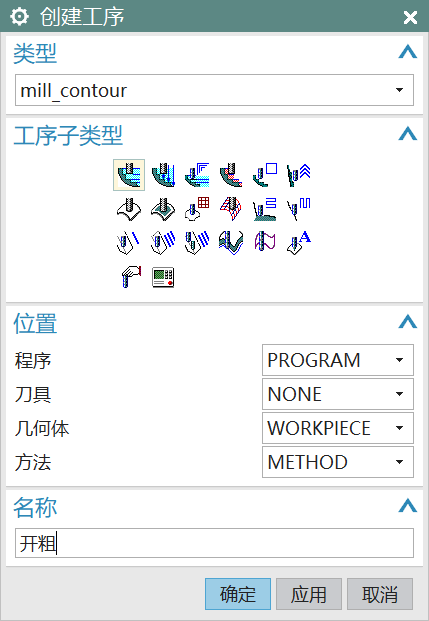 创建工序
类型
mill_contour
工序子类型
位置
程序 PROGRAM
刀具 NONE
几何体 WORKPIECE
方法 METHOD
名称
开粗
确定 应用 取消